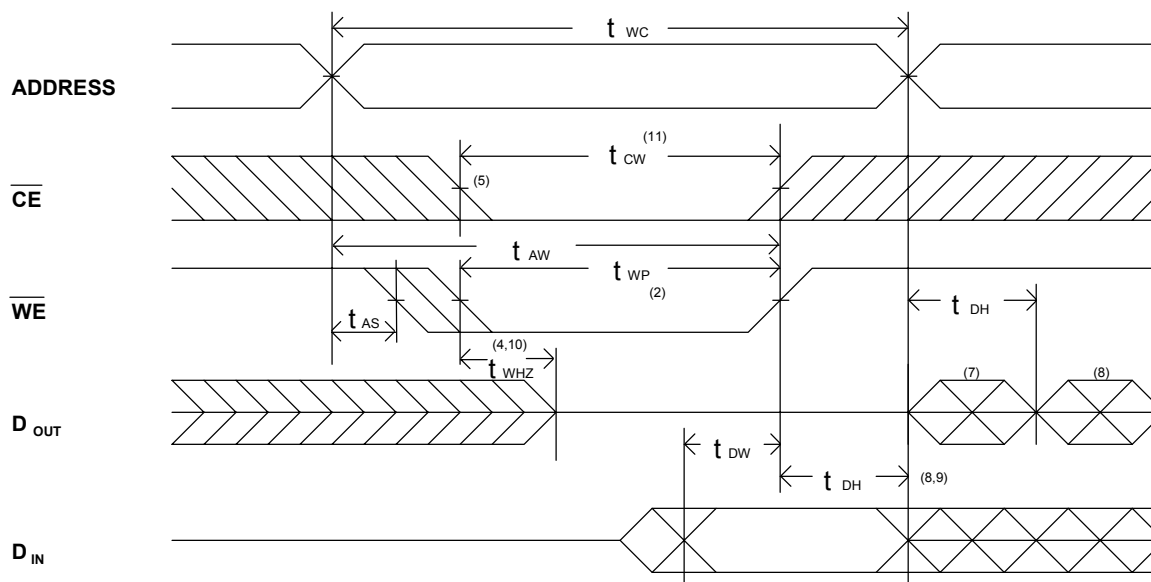 t WC
ADDRESS
t CW (11)
CE (5)
t AW
t WP (2)
WE
t AS
t DH
(4,10)
t WHZ
(7) (8)
D OUT
t DW
t DH (8,9)
D IN